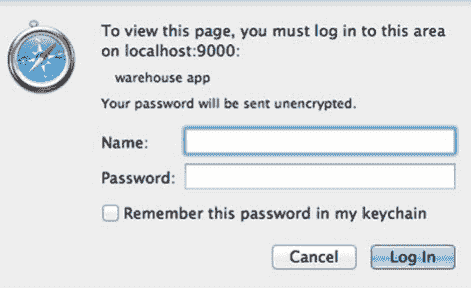 To view this page, you must log in to this area
on localhost:9000:
warehouse app
Your password will be sent unencrypted.
Name:
Password:
Remember this password in my keychain
Cancel
Log In